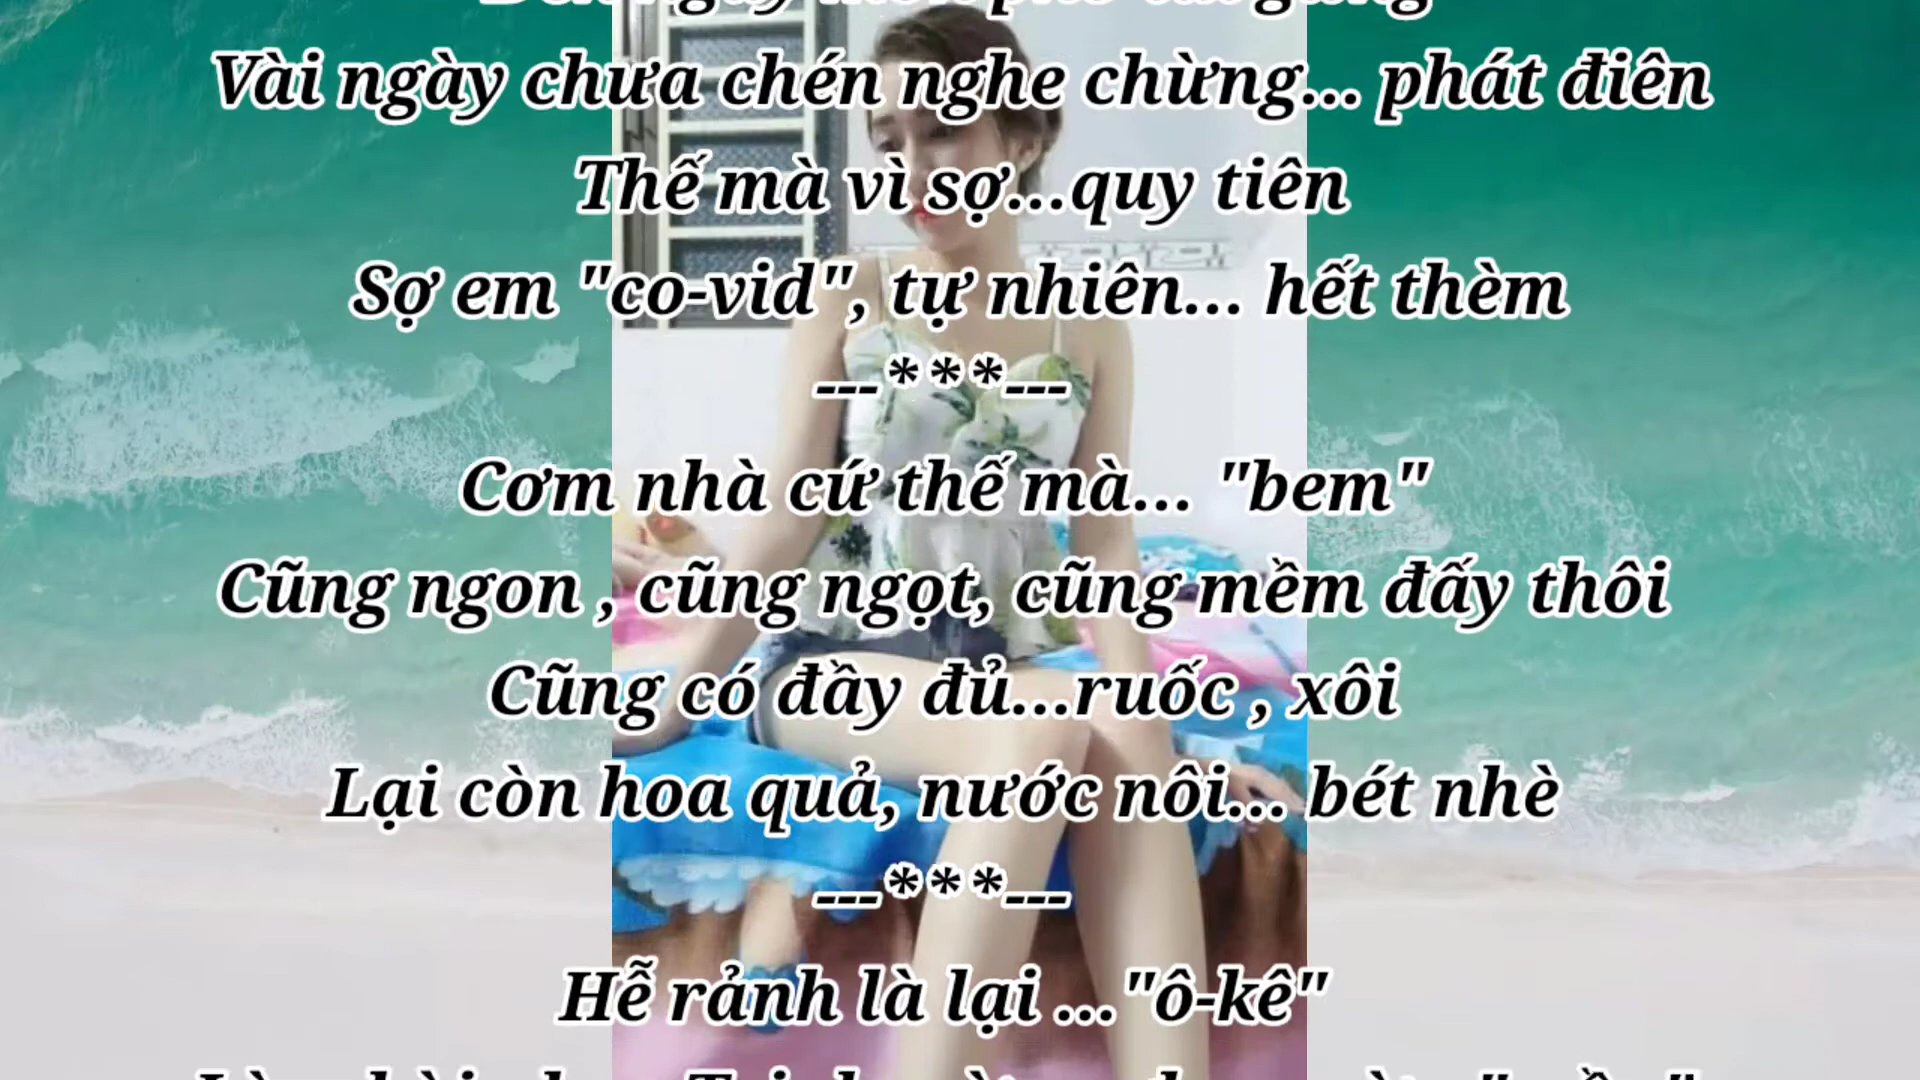 Vài ngày chưa chén nghe chừng... phát điên
Thế mà vì sợ...quy tiên
Sợ em "co-vid", tự nhiên... hết thèm
---***---
Cơm nhà cứ thế mà... "bem"
Cũng ngon , cũng ngọt, cũng mềm đấy thôi
Cũng có đầy đủ...ruốc , xôi
Lại còn hoa quả, nước nôi... bét nhè
---***---
Hễ rảnh là lại ..."ô-kê"